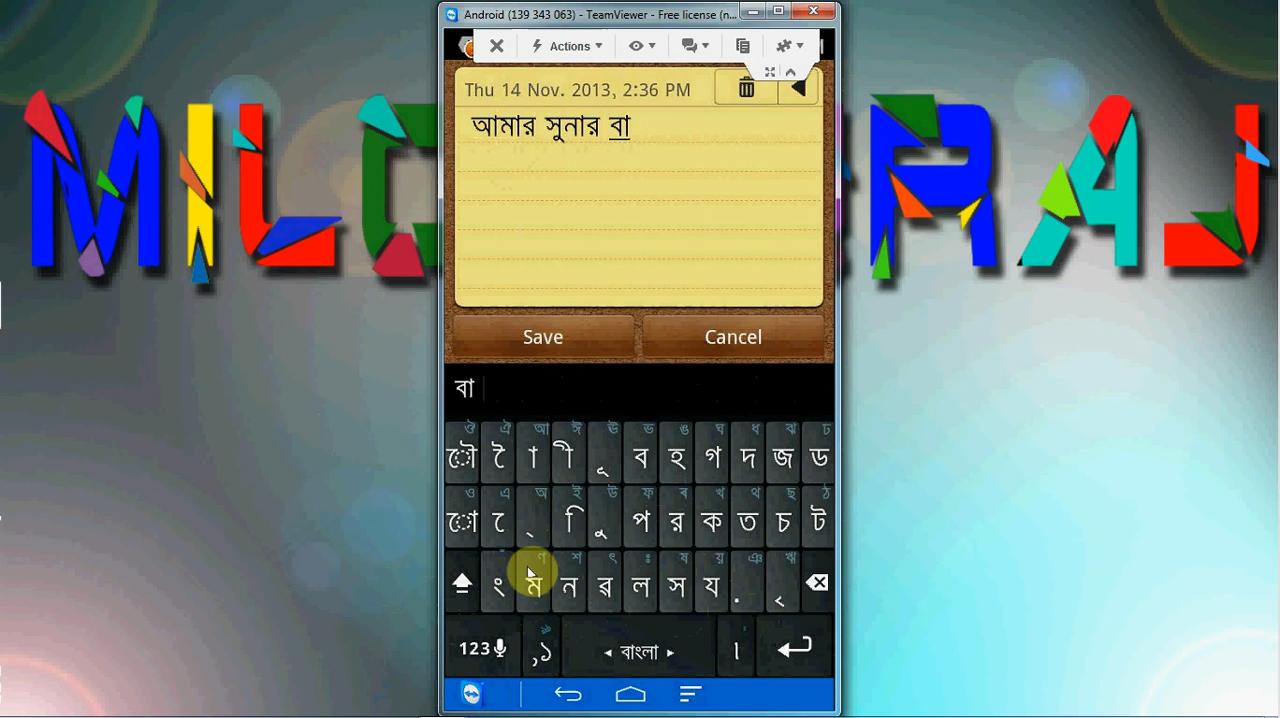 Android (139 343 063) - TeamViewer - Free license (n...
Actions
Thu 14 Nov. 2013, 2:36 PM
আমার সুনার বা
Save
Cancel
বা
ঔ ঐ আ ঈ ঊ ভ ঙ ঘ ধ ঝ ঢ
ৌ ৈ া ী ূ ব হ গ দ জ ড
ও এ অ ই উ ফ ৰ খ থ ছ ঠ
ো ে ্ ি ু প র ক ত চ ট
ণ শ ৎ ঃ ষ য় ঞ ঋ
ং ম ন ৱ ল স য . ৃ
123 ,১ বাংলা ।